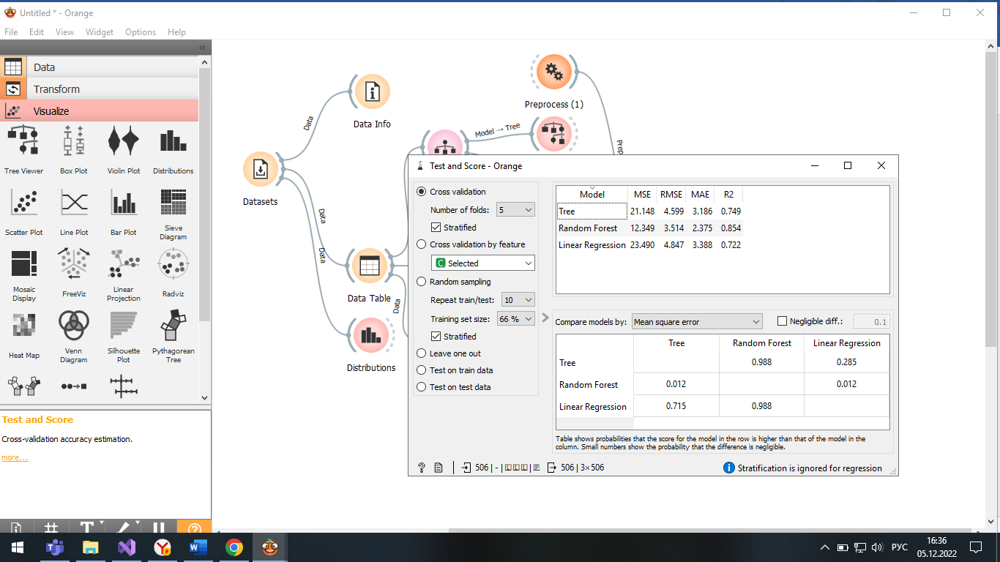 Untitled * - Orange
File Edit View Widget Options Help
Data
Transform
Visualize
Tree Viewer Box Plot Violin Plot Distributions
Scatter Plot Line Plot Bar Plot Sieve Diagram
Mosaic Display FreeViz Linear Projection Radviz
Heat Map Venn Diagram Silhouette Plot Pythagorean Tree
Test and Score
Cross-validation accuracy estimation.
more...
Preprocess (1)
Data Info
Data
Model → Tree
Prep
Datasets
Data
Data
Data Table
Data
Distributions
Test and Score - Orange
Cross validation
Number of folds: 5
Stratified
Cross validation by feature
C Selected
Random sampling
Repeat train/test: 10
Training set size: 66 %
Stratified
Leave one out
Test on train data
Test on test data
Model MSE RMSE MAE R2
Tree 21.148 4.599 3.186 0.749
Random Forest 12.349 3.514 2.375 0.854
Linear Regression 23.490 4.847 3.388 0.722
Compare models by: Mean square error Negligible diff.: 0.1
Tree Random Forest Linear Regression
Tree 0.988 0.285
Random Forest 0.012 0.012
Linear Regression 0.715 0.988
Table shows probabilities that the score for the model in the row is higher than that of the model in the
column. Small numbers show the probability that the difference is negligible.
? 506 | - | 506 | 3×506 Stratification is ignored for regression
РУС 16:36
05.12.2022